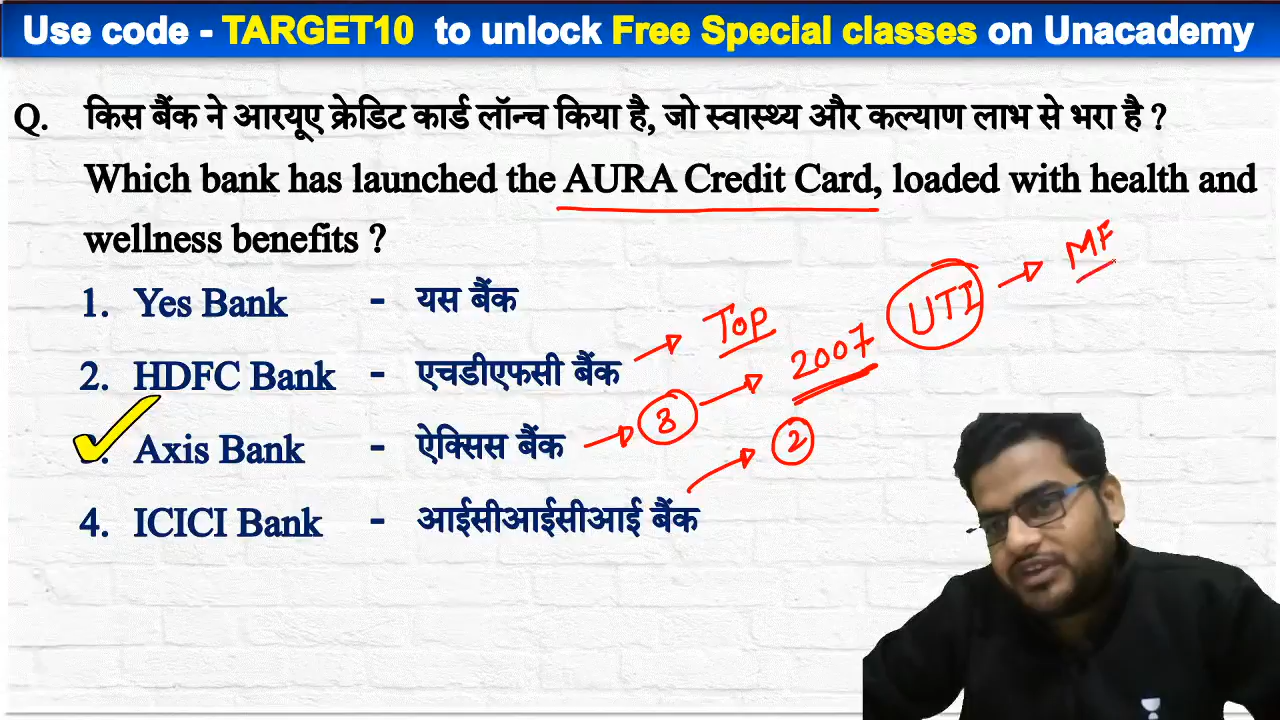 Use code - TARGET10 to unlock Free Special classes on Unacademy
Q. किस बैंक ने आरयूए क्रेडिट कार्ड लॉन्च किया है, जो स्वास्थ्य और कल्याण लाभ से भरा है ?
Which bank has launched the AURA Credit Card, loaded with health and
wellness benefits ?
1. Yes Bank - यस बैंक
2. HDFC Bank - एचडीएफसी बैंक
Axis Bank - ऐक्सिस बैंक
4. ICICI Bank - आईसीआईसीआई बैंक
Top
3
2007
UTI
MF
2